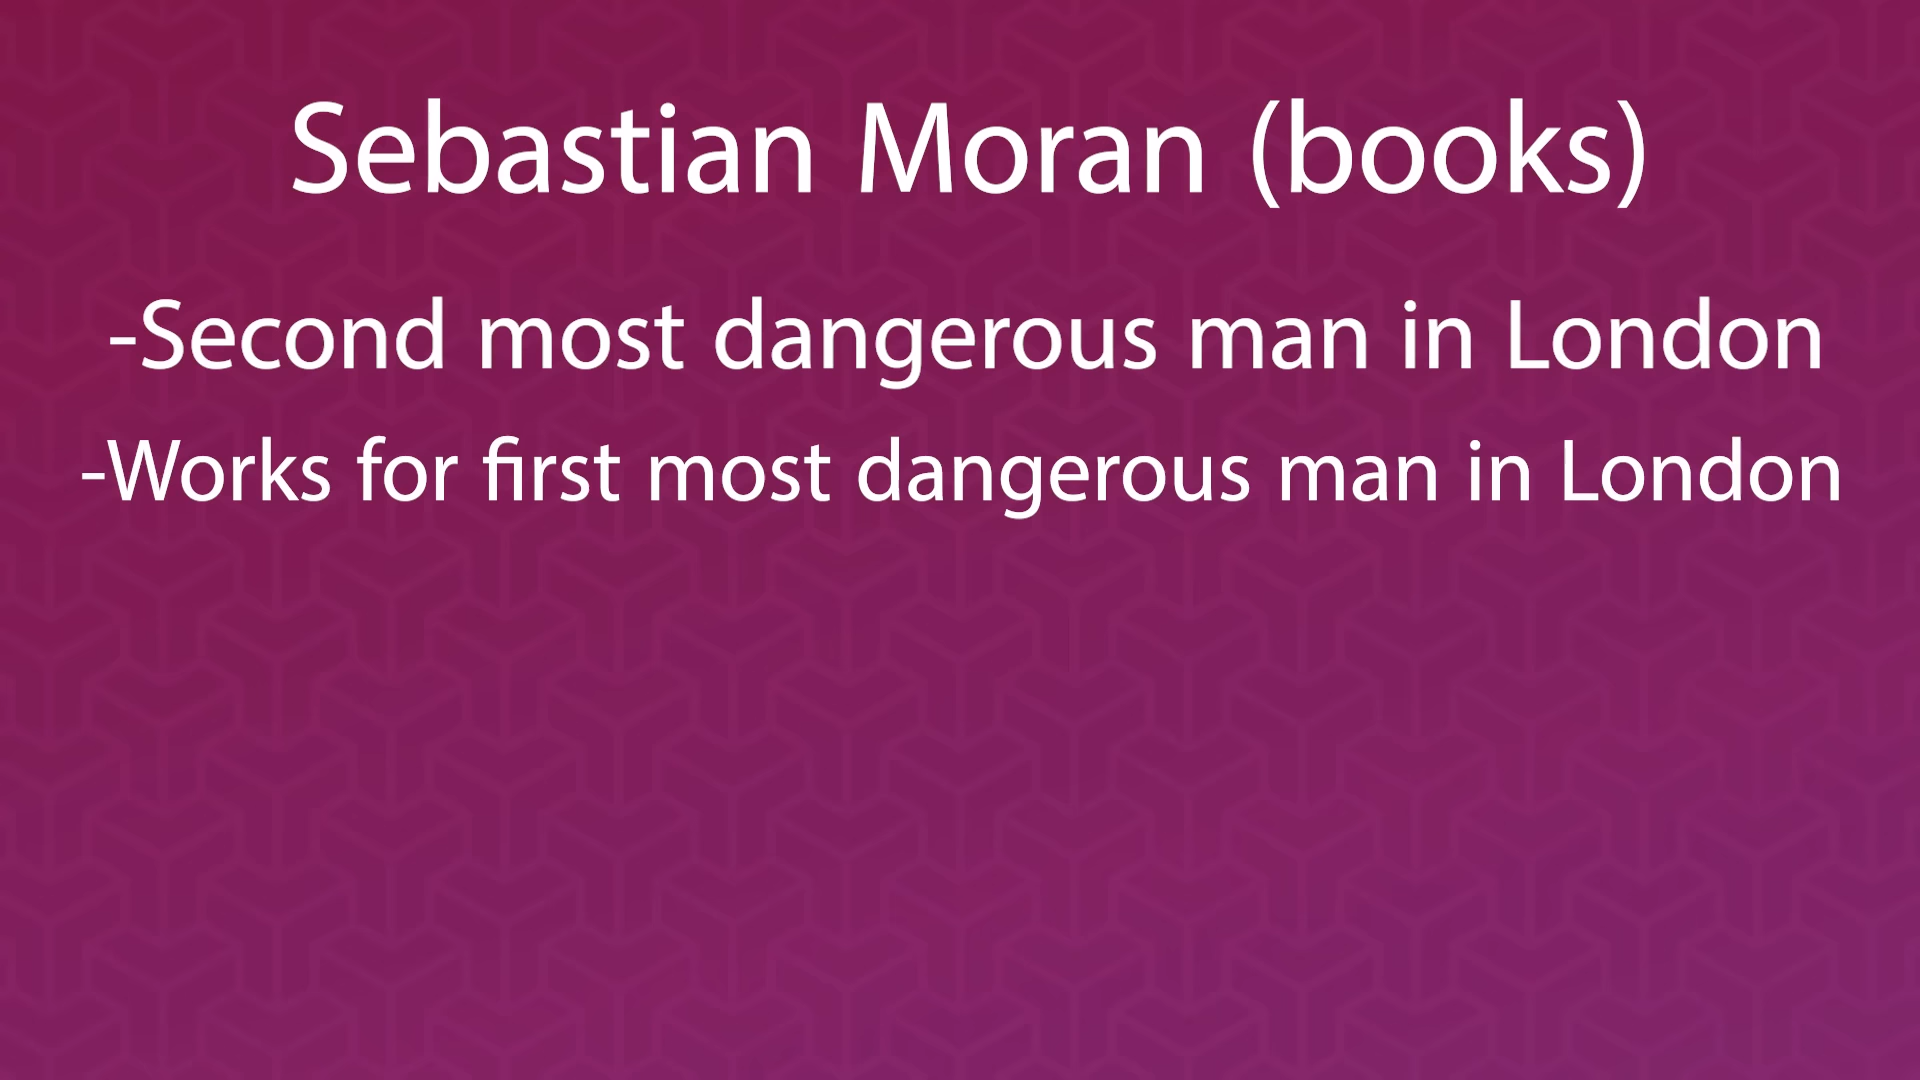 Sebastian Moran (books)
-Second most dangerous man in London
-Works for first most dangerous man in London